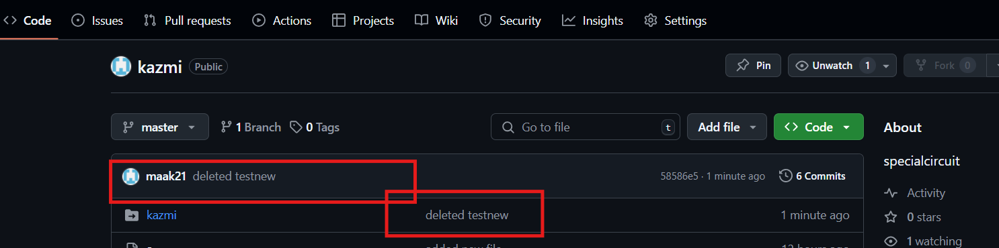 Code Issues Pull requests Actions Projects Wiki Security Insights Settings
kazmi Public Pin Unwatch 1 Fork 0
master 1 Branch 0 Tags Go to file t Add file Code About
specialcircuit
maak21 deleted testnew 58586e5 · 1 minute ago 6 Commits
Activity
kazmi deleted testnew 1 minute ago
0 stars
1 watching